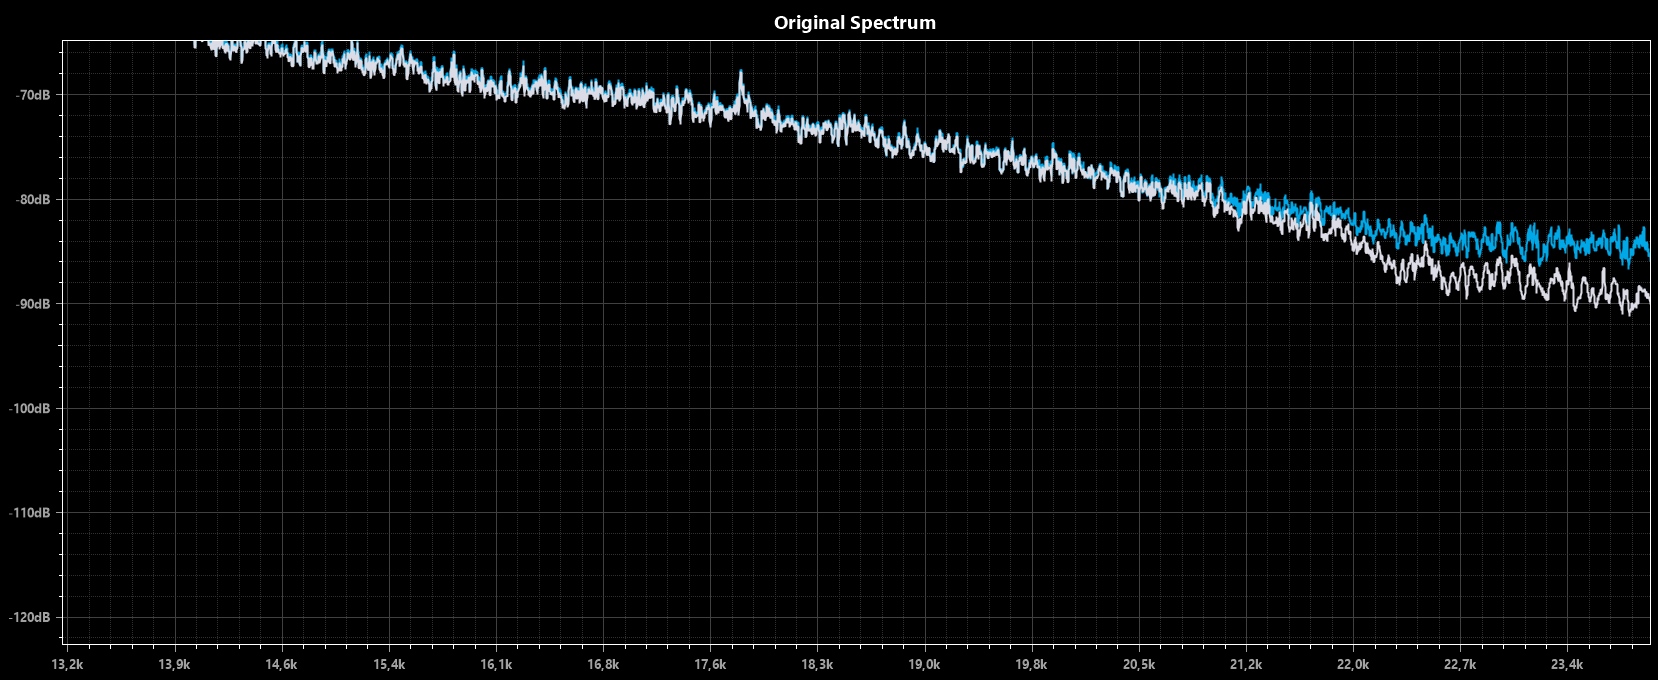 Original Spectrum
-70dB
-80dB
-90dB
-100dB
-110dB
-120dB
13,2k 13,9k 14,6k 15,4k 16,1k 16,8k 17,6k 18,3k 19,0k 19,8k 20,5k 21,2k 22,0k 22,7k 23,4k